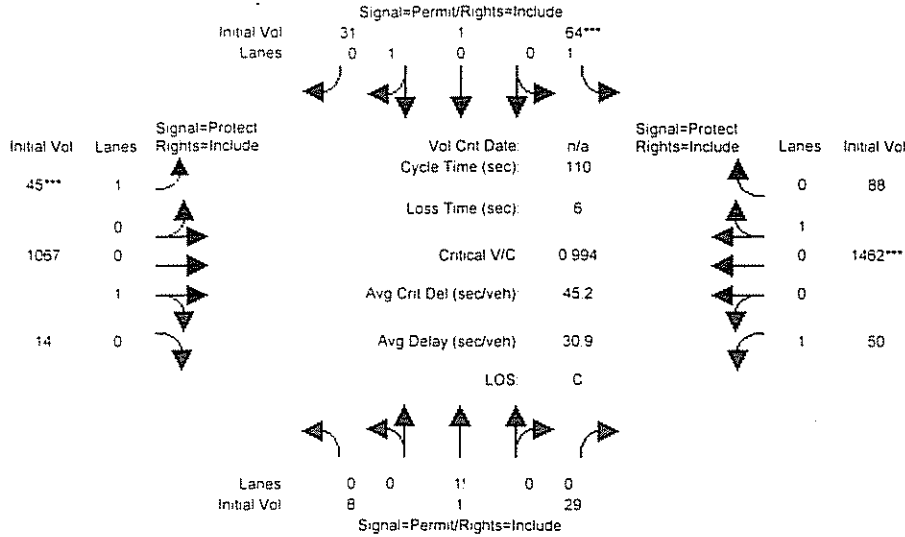 Signal=Permit/Rights=Include
Initial Vol 31 1 64***
Lanes 0 1 0 0 1
Signal=Protect
Initial Vol Lanes Rights=Include
Vol Cnt Date: n/a
Signal=Protect
Rights=Include Lanes Initial Vol
Cycle Time (sec): 110
45*** 1
0 88
Loss Time (sec): 6
0
1
1067 0
Critical V/C 0.994
0 1462***
1
Avg Crit Del (sec/veh): 45.2
0
14 0
Avg Delay (sec/veh) 30.9
1 50
LOS: C
Lanes 0 0 1! 0 0
Initial Vol 8 1 29
Signal=Permit/Rights=Include